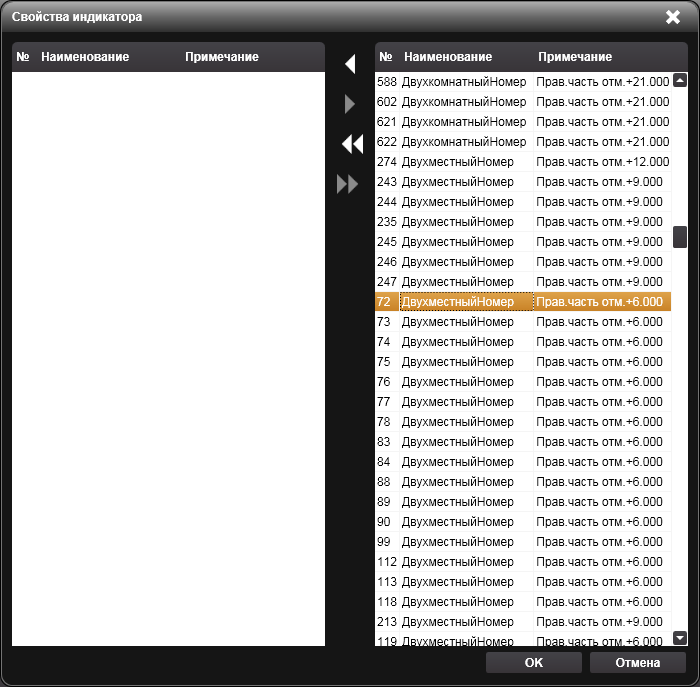 Свойства индикатора
№ Наименование Примечание
№ Наименование Примечание
588 ДвухкомнатныйНомер Прав.часть отм.+21.000
602 ДвухкомнатныйНомер Прав.часть отм.+21.000
621 ДвухкомнатныйНомер Прав.часть отм.+21.000
622 ДвухкомнатныйНомер Прав.часть отм.+21.000
274 ДвухместныйНомер Прав.часть отм.+12.000
243 ДвухместныйНомер Прав.часть отм.+9.000
244 ДвухместныйНомер Прав.часть отм.+9.000
235 ДвухместныйНомер Прав.часть отм.+9.000
245 ДвухместныйНомер Прав.часть отм.+9.000
246 ДвухместныйНомер Прав.часть отм.+9.000
247 ДвухместныйНомер Прав.часть отм.+9.000
72 ДвухместныйНомер Прав.часть отм.+6.000
73 ДвухместныйНомер Прав.часть отм.+6.000
74 ДвухместныйНомер Прав.часть отм.+6.000
75 ДвухместныйНомер Прав.часть отм.+6.000
76 ДвухместныйНомер Прав.часть отм.+6.000
77 ДвухместныйНомер Прав.часть отм.+6.000
78 ДвухместныйНомер Прав.часть отм.+6.000
83 ДвухместныйНомер Прав.часть отм.+6.000
84 ДвухместныйНомер Прав.часть отм.+6.000
88 ДвухместныйНомер Прав.часть отм.+6.000
89 ДвухместныйНомер Прав.часть отм.+6.000
90 ДвухместныйНомер Прав.часть отм.+6.000
99 ДвухместныйНомер Прав.часть отм.+6.000
112 ДвухместныйНомер Прав.часть отм.+6.000
113 ДвухместныйНомер Прав.часть отм.+6.000
118 ДвухместныйНомер Прав.часть отм.+6.000
213 ДвухместныйНомер Прав.часть отм.+9.000
119 ДвухместныйНомер Прав.часть отм.+6.000
OK Отмена